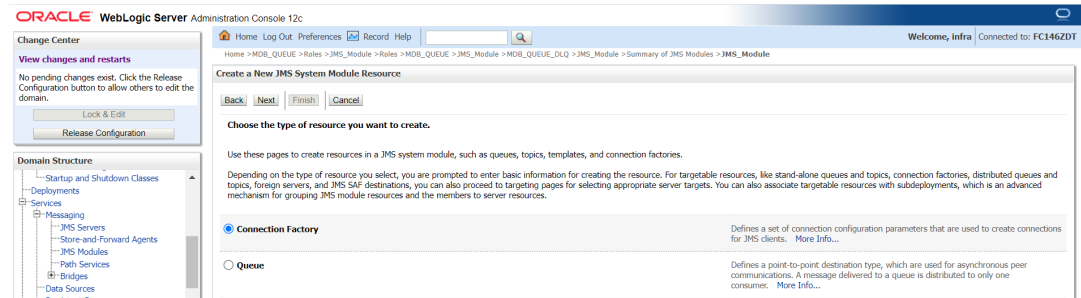 ORACLE WebLogic Server Administration Console 12c
Change Center
View changes and restarts
No pending changes exist. Click the Release
Configuration button to allow others to edit the
domain.
Lock & Edit
Release Configuration
Domain Structure
Startup and Shutdown Classes
Deployments
Services
Messaging
JMS Servers
Store-and-Forward Agents
JMS Modules
Path Services
Bridges
Data Sources
Home Log Out Preferences Record Help
Welcome, infra Connected to: FC146ZDT
Home >MDB_QUEUE >Roles >JMS_Module >Roles >MDB_QUEUE >JMS_Module >MDB_QUEUE_DLQ >JMS_Module >Summary of JMS Modules >JMS_Module
Create a New JMS System Module Resource
Back Next Finish Cancel
Choose the type of resource you want to create.
Use these pages to create resources in a JMS system module, such as queues, topics, templates, and connection factories.
Depending on the type of resource you select, you are prompted to enter basic information for creating the resource. For targetable resources, like stand-alone queues and topics, connection factories, distributed queues and
topics, foreign servers, and JMS SAF destinations, you can also proceed to targeting pages for selecting appropriate server targets. You can also associate targetable resources with subdeployments, which is an advanced
mechanism for grouping JMS module resources and the members to server resources.
Connection Factory
Defines a set of connection configuration parameters that are used to create connections
for JMS clients. More Info...
Queue
Defines a point-to-point destination type, which are used for asynchronous peer
communications. A message delivered to a queue is distributed to only one
consumer. More Info...